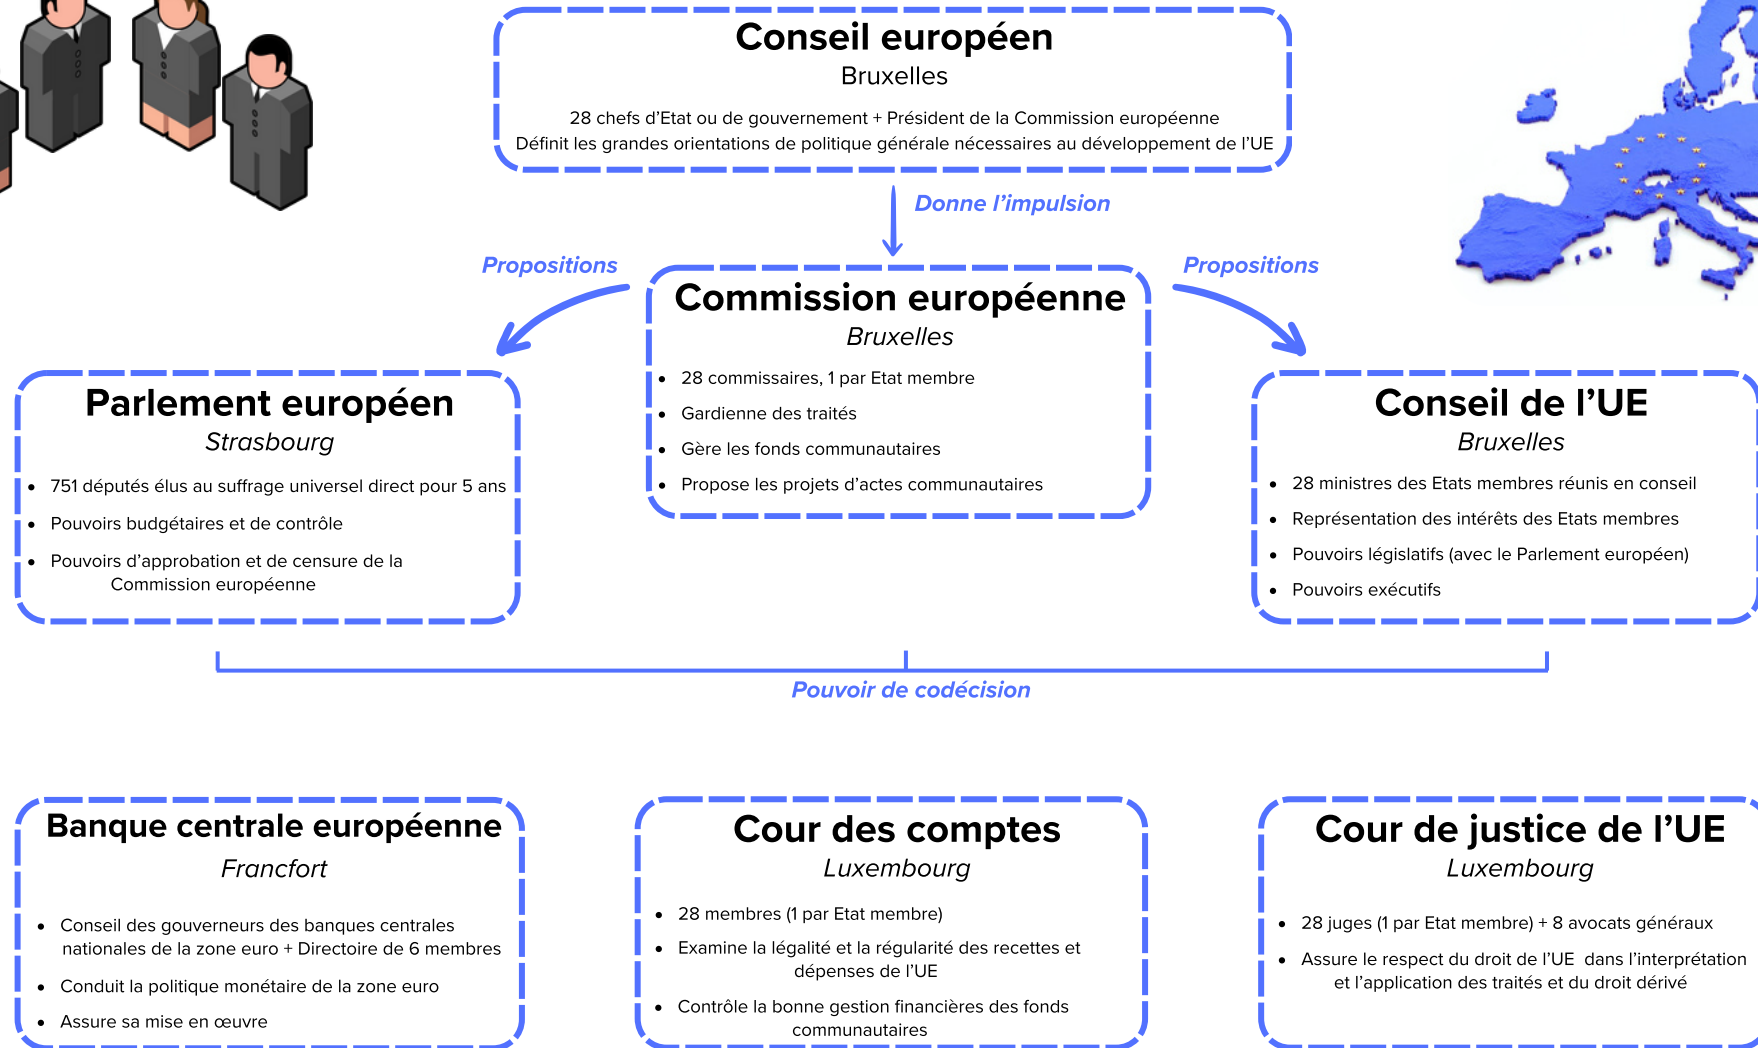 Conseil européen
Bruxelles
28 chefs d’Etat ou de gouvernement + Président de la Commission européenne
Définit les grandes orientations de politique générale nécessaires au développement de l’UE
Donne l’impulsion
Propositions
Propositions
Commission européenne
Bruxelles
• 28 commissaires, 1 par Etat membre
• Gardienne des traités
• Gère les fonds communautaires
• Propose les projets d’actes communautaires
Parlement européen
Strasbourg
• 751 députés élus au suffrage universel direct pour 5 ans
• Pouvoirs budgétaires et de contrôle
• Pouvoirs d’approbation et de censure de la
Commission européenne
Conseil de l’UE
Bruxelles
• 28 ministres des Etats membres réunis en conseil
• Représentation des intérêts des Etats membres
• Pouvoirs législatifs (avec le Parlement européen)
• Pouvoirs exécutifs
Pouvoir de codécision
Banque centrale européenne
Francfort
• Conseil des gouverneurs des banques centrales
nationales de la zone euro + Directoire de 6 membres
• Conduit la politique monétaire de la zone euro
• Assure sa mise en œuvre
Cour des comptes
Luxembourg
• 28 membres (1 par Etat membre)
• Examine la légalité et la régularité des recettes et
dépenses de l’UE
• Contrôle la bonne gestion financières des fonds
communautaires
Cour de justice de l’UE
Luxembourg
• 28 juges (1 par Etat membre) + 8 avocats généraux
• Assure le respect du droit de l’UE  dans l’interprétation
et l’application des traités et du droit dérivé